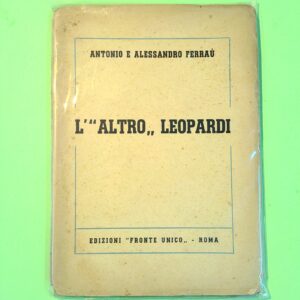 ANTONIO E ALESSANDRO FERRAÙ
L'"ALTRO„ LEOPARDI
EDIZIONI "FRONTE UNICO„ - ROMA